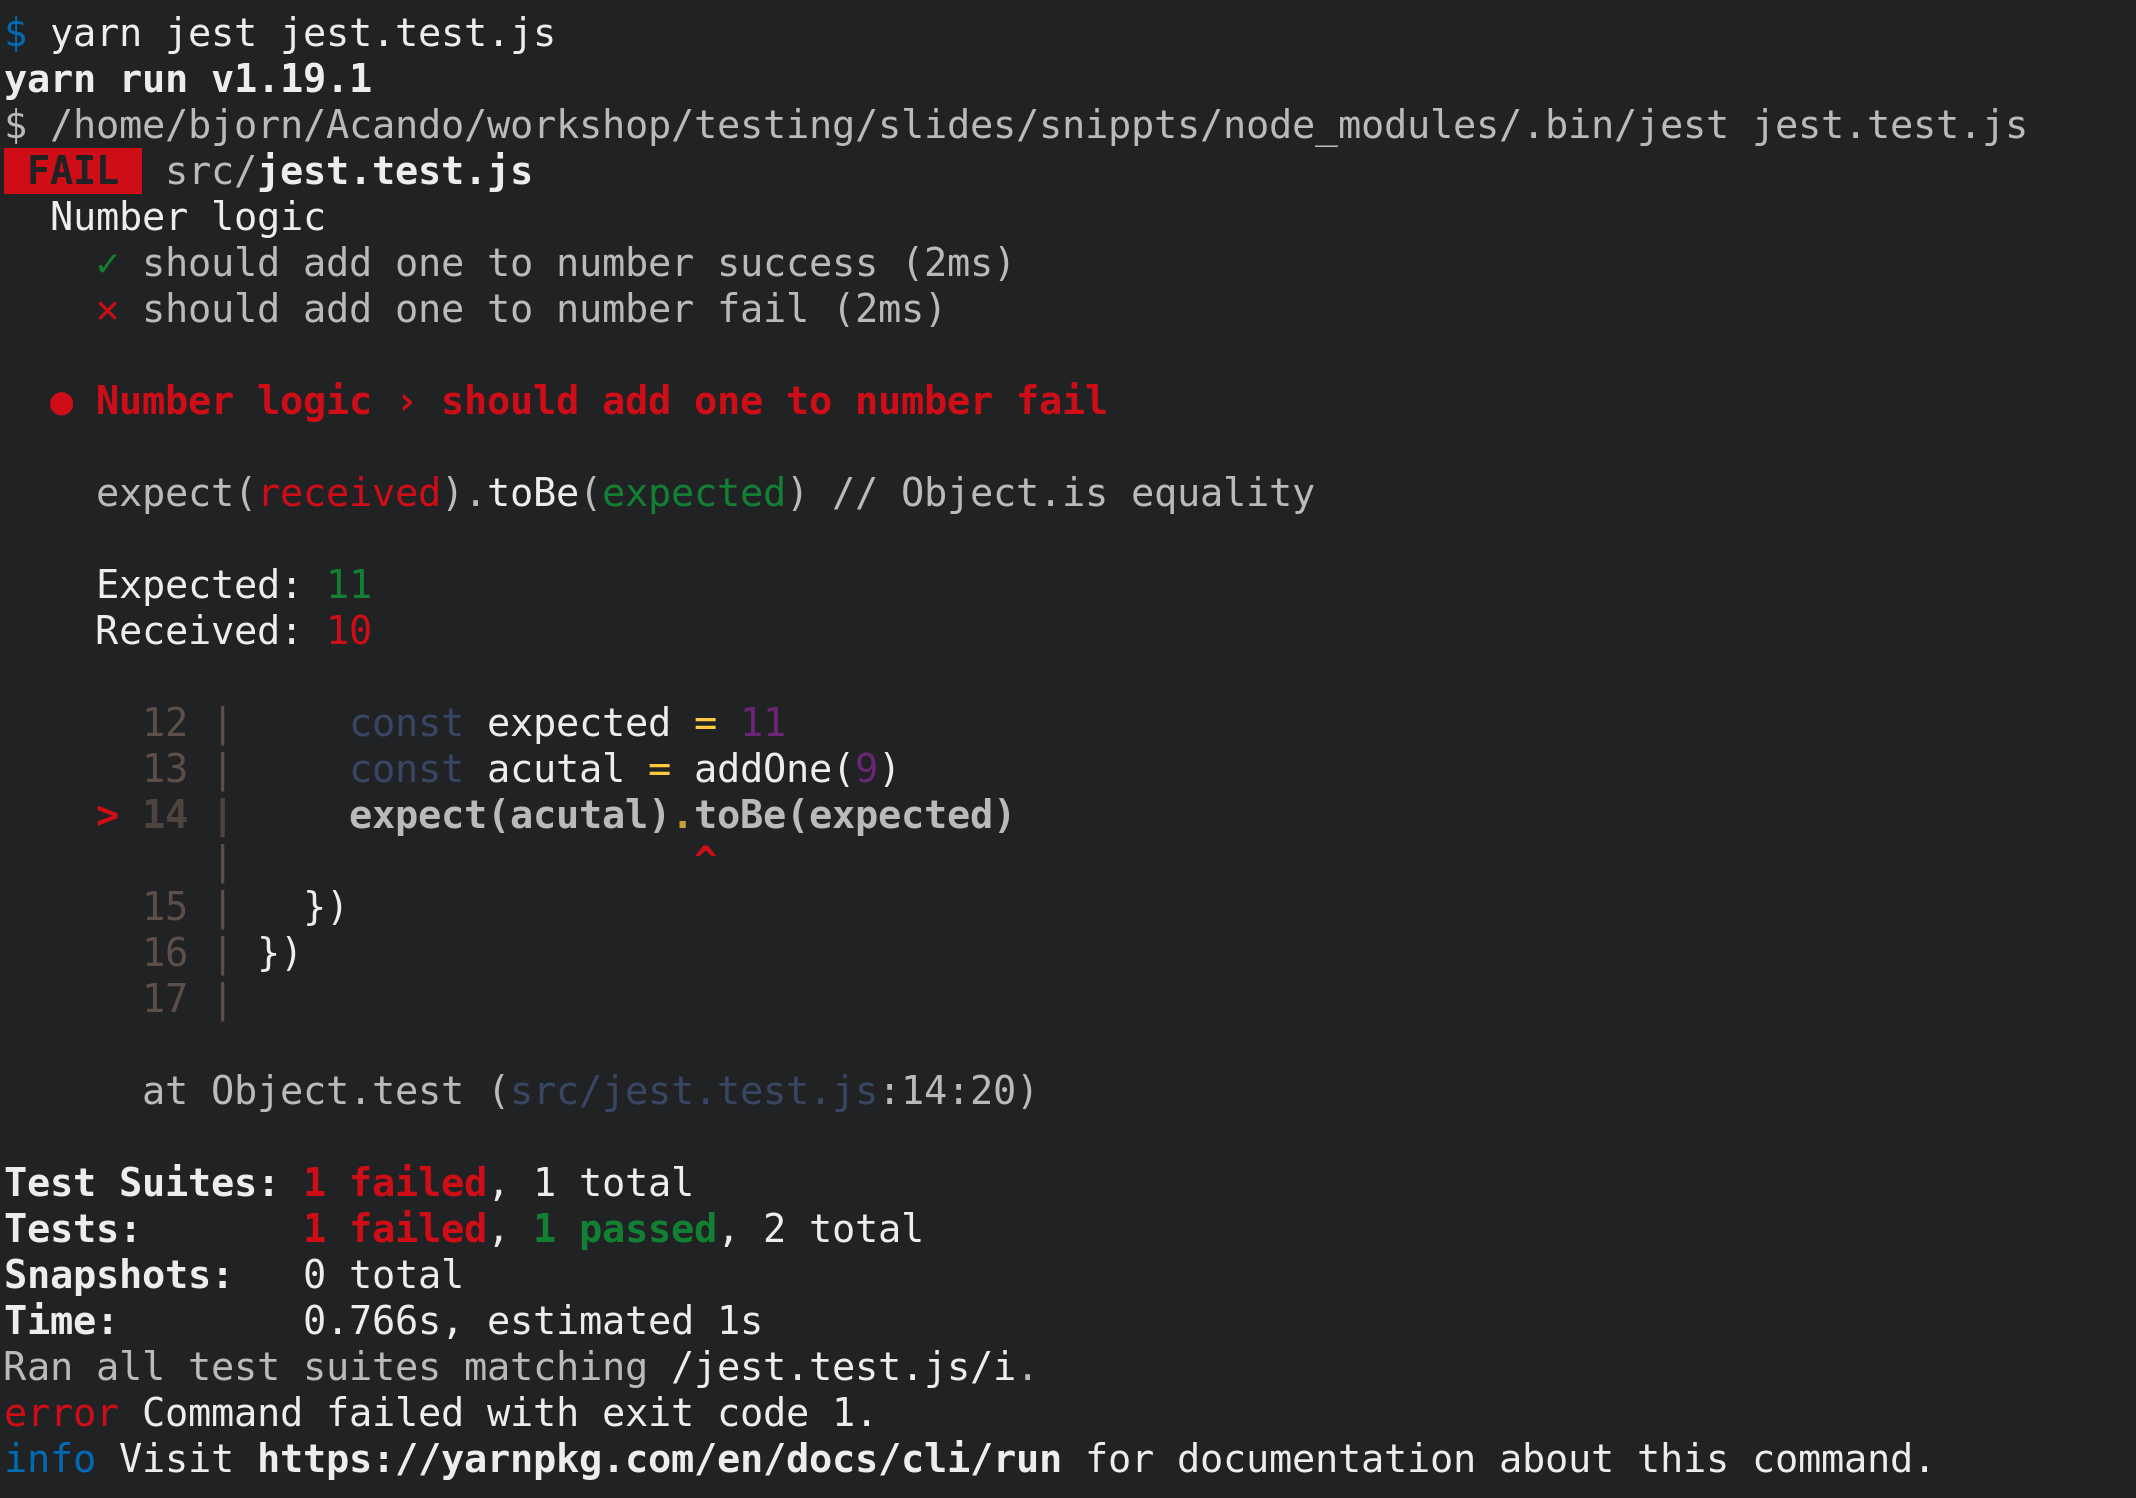 $ yarn jest jest.test.js
yarn run v1.19.1
$ /home/bjorn/Acando/workshop/testing/slides/snippts/node_modules/.bin/jest jest.test.js
 FAIL  src/jest.test.js
  Number logic
    ✓ should add one to number success (2ms)
    ✕ should add one to number fail (2ms)

  ● Number logic › should add one to number fail

    expect(received).toBe(expected) // Object.is equality

    Expected: 11
    Received: 10

      12 |     const expected = 11
      13 |     const acutal = addOne(9)
    > 14 |     expect(acutal).toBe(expected)
         |                    ^
      15 |   })
      16 | })
      17 |

      at Object.test (src/jest.test.js:14:20)

Test Suites: 1 failed, 1 total
Tests:       1 failed, 1 passed, 2 total
Snapshots:   0 total
Time:        0.766s, estimated 1s
Ran all test suites matching /jest.test.js/i.
error Command failed with exit code 1.
info Visit https://yarnpkg.com/en/docs/cli/run for documentation about this command.